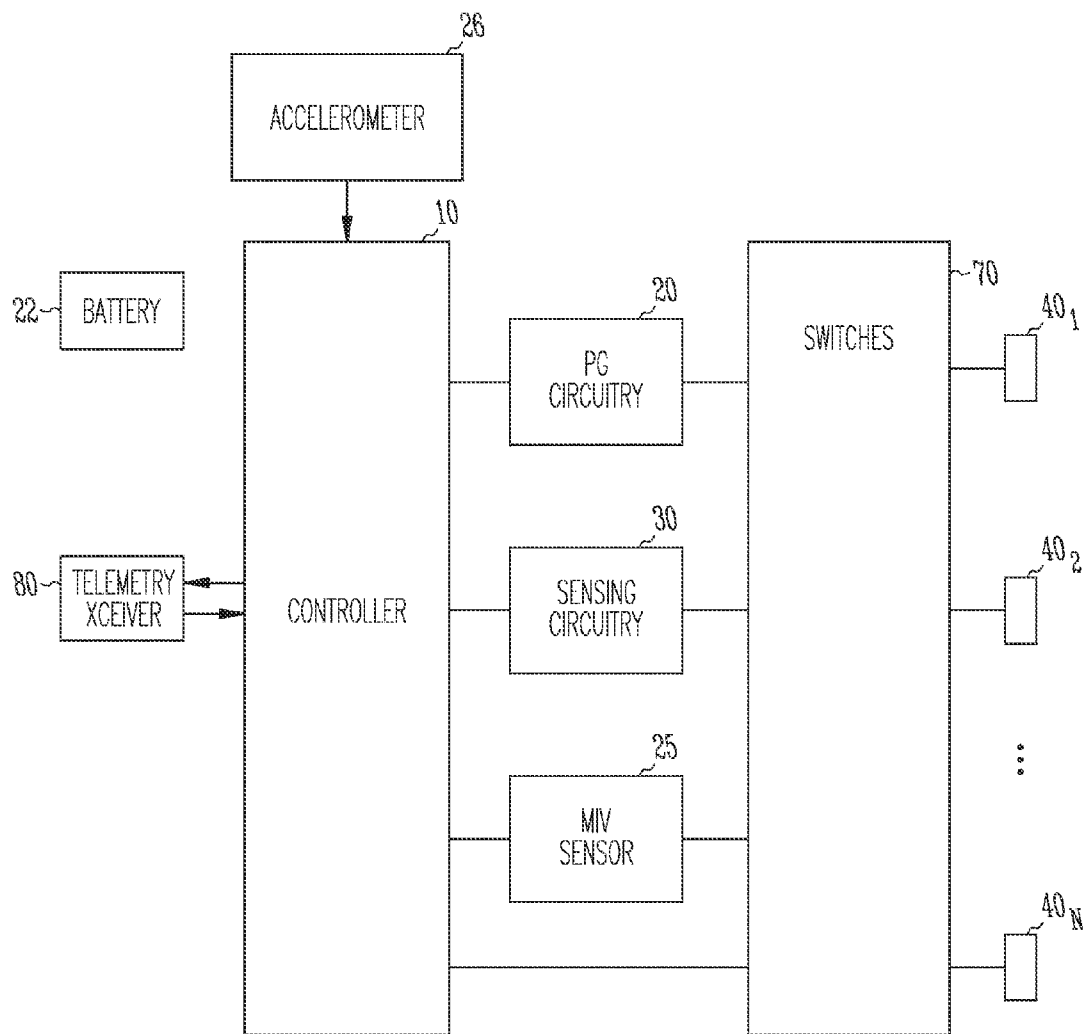 26
ACCELEROMETER
10
22
BATTERY
20
PG
CIRCUITRY
70
SWITCHES
40 1
80
TELEMETRY
XCEIVER
CONTROLLER
30
SENSING
CIRCUITRY
40 2
25
MIV
SENSOR
40 N